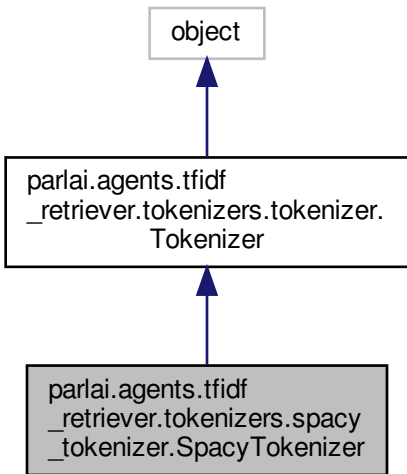 object
parlai.agents.tfidf
_retriever.tokenizers.tokenizer.
Tokenizer
parlai.agents.tfidf
_retriever.tokenizers.spacy
_tokenizer.SpacyTokenizer